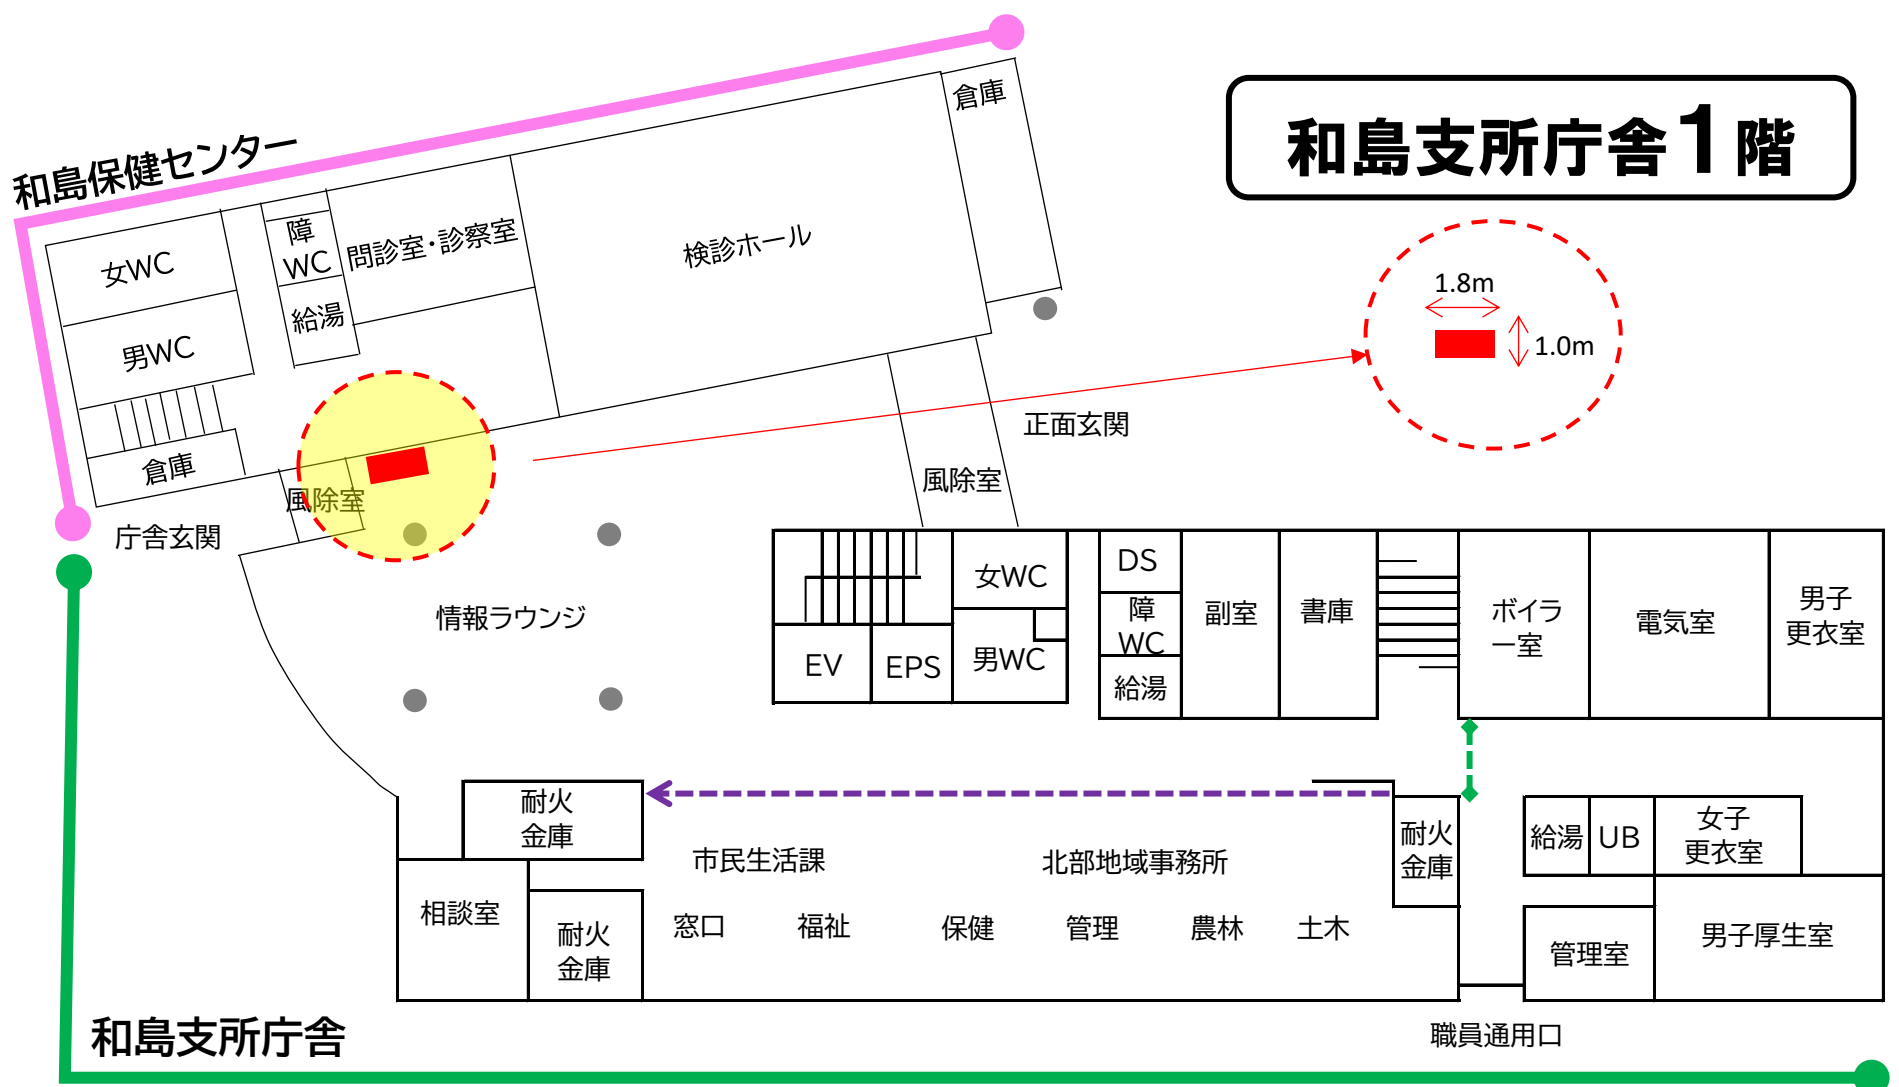 和島支所庁舎1階
和島保健センター
倉庫
女WC
障
WC
問診室・診察室
検診ホール
給湯
男WC
倉庫
風除室
庁舎玄関
1.8m
1.0m
正面玄関
風除室
情報ラウンジ
女WC
DS
障
WC
副室
書庫
ボイラ
ー室
電気室
男子
更衣室
EV
EPS
男WC
給湯
耐火
金庫
市民生活課
北部地域事務所
耐火
金庫
給湯
UB
女子
更衣室
相談室
耐火
金庫
窓口
福祉
保健
管理
農林
土木
管理室
男子厚生室
和島支所庁舎
職員通用口